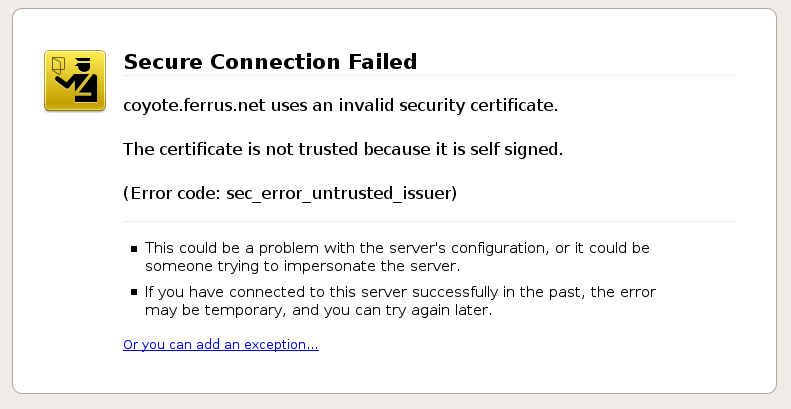 Secure Connection Failed
coyote.ferrus.net uses an invalid security certificate.
The certificate is not trusted because it is self signed.
(Error code: sec_error_untrusted_issuer)
This could be a problem with the server's configuration, or it could be
someone trying to impersonate the server.
If you have connected to this server successfully in the past, the error
may be temporary, and you can try again later.
Or you can add an exception...